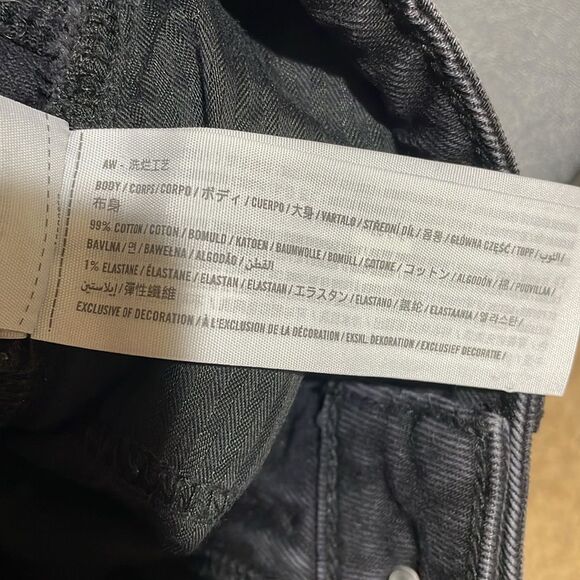 AW - 洗烂工艺
BODY / CORPS / CORPO / ボディ / CUERPO / 大身 / VARTALO / STŘEDNÍ DÍL / 몸통 / GŁÓWNA CZĘŚĆ / TOPP / الثوب /
布身
99% COTTON / COTON / BOMULD / KATOEN / BAUMWOLLE / BOMULL / COTONE / コットン / ALGODÓN / 棉 / PUUVILLAA /
BAVLNA / 면 / BAWEŁNA / ALGODÃO / القطن /
1% ELASTANE / ÉLASTANE / ELASTAN / ELASTAAN / エラスタン / ELASTANO / 氨纶 / ELASTAANIA / 엘라스탄 /
إيلاستين / 彈性纖維
EXCLUSIVE OF DECORATION / À L'EXCLUSION DE LA DÉCORATION / EKSKL. DEKORATION / EXCLUSIEF DECORATIE /